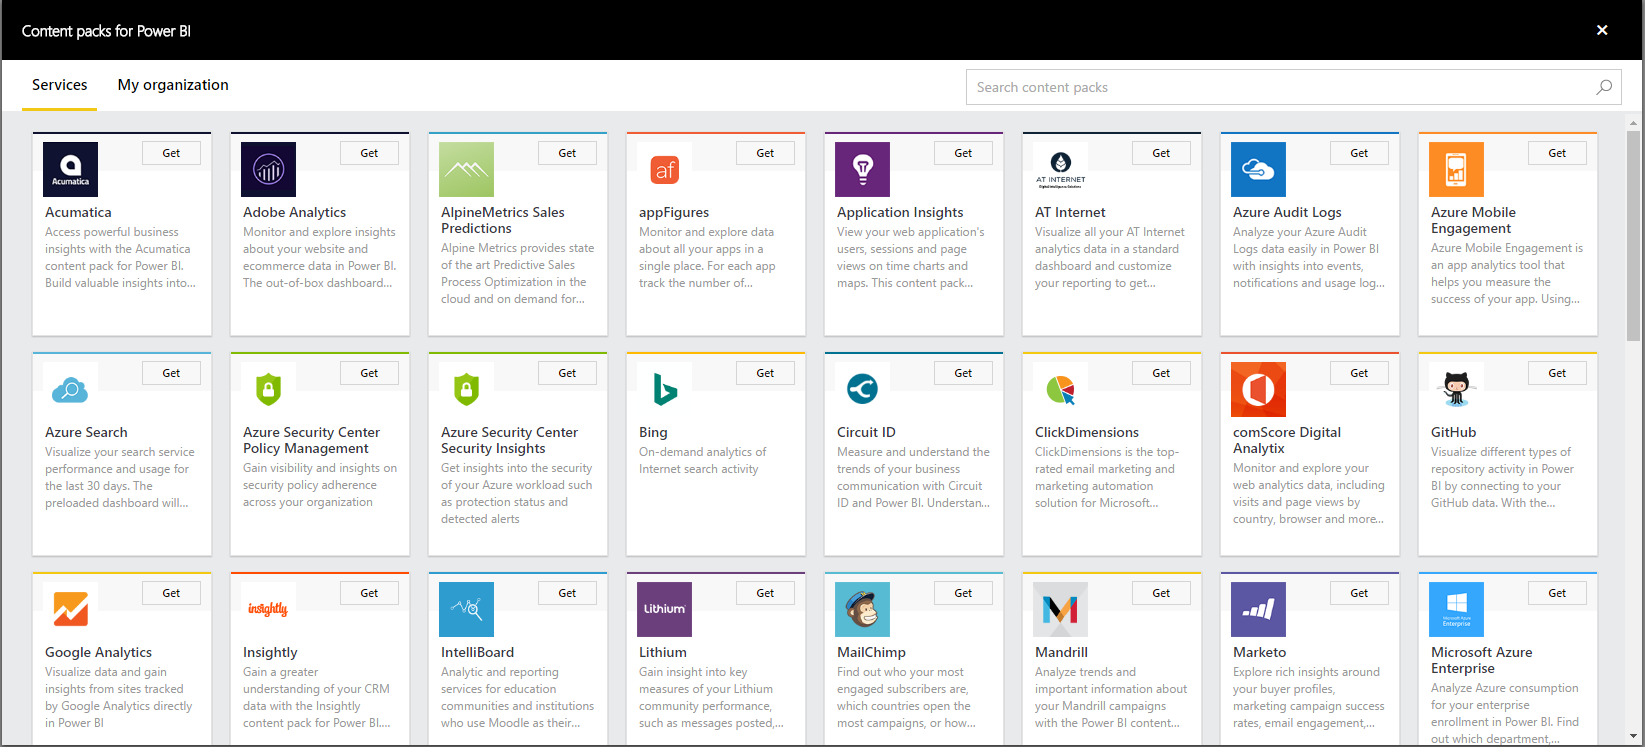 Content packs for Power BI
Services
My organization
Search content packs
Acumatica
Get
Acumatica
Access powerful business
insights with the Acumatica
content pack for Power BI.
Build valuable insights into...
Get
Adobe Analytics
Monitor and explore insights
about your website and
ecommerce data in Power BI.
The out-of-box dashboard...
Get
AlpineMetrics Sales
Predictions
Alpine Metrics provides state
of the art Predictive Sales
Process Optimization in the
cloud and on demand for...
af
Get
appFigures
Monitor and explore data
about all your apps in a
single place. For each app
track the number of...
Get
Application Insights
View your web application's
users, sessions and page
views on time charts and
maps. This content pack...
AT INTERNET
Digital Intelligence Solutions
Get
AT Internet
Visualize all your AT Internet
analytics data in a standard
dashboard and customize
your reporting to get...
Get
Azure Audit Logs
Analyze your Azure Audit
Logs data easily in Power BI
with insights into events,
notifications and usage log...
Get
Azure Mobile
Engagement
Azure Mobile Engagement is
an app analytics tool that
helps you measure the
success of your app. Using...
Get
Azure Search
Visualize your search service
performance and usage for
the last 30 days. The
preloaded dashboard will...
Get
Azure Security Center
Policy Management
Gain visibility and insights on
security policy adherence
across your organization
Get
Azure Security Center
Security Insights
Get insights into the security
of your Azure workload such
as protection status and
detected alerts
Get
Bing
On-demand analytics of
Internet search activity
Get
Circuit ID
Measure and understand the
trends of your business
communication with Circuit
ID and Power BI. Understan...
Get
ClickDimensions
ClickDimensions is the top-
rated email marketing and
marketing automation
solution for Microsoft...
Get
comScore Digital
Analytix
Monitor and explore your
web analytics data, including
visits and page views by
country, browser and more...
Get
GitHub
Visualize different types of
repository activity in Power
BI by connecting to your
GitHub data. With the...
Get
Google Analytics
Visualize data and gain
insights from sites tracked
by Google Analytics directly
in Power BI
insightly
Get
Insightly
Gain a greater
understanding of your CRM
data with the Insightly
content pack for Power BI....
Get
IntelliBoard
Analytic and reporting
services for education
communities and institutions
who use Moodle as their...
Lithium
Get
Lithium
Gain insight into key
measures of your Lithium
community performance,
such as messages posted,...
Get
MailChimp
Find out who your most
engaged subscribers are,
which countries open the
most campaigns, or how...
Get
Mandrill
Analyze trends and
important information about
your Mandrill campaigns
with the Power BI content...
Get
Marketo
Explore rich insights around
your buyer profiles,
marketing campaign success
rates, email engagement,...
Microsoft Azure
Enterprise
Get
Microsoft Azure
Enterprise
Analyze Azure consumption
for your enterprise
enrollment in Power BI. Find
out which department,...